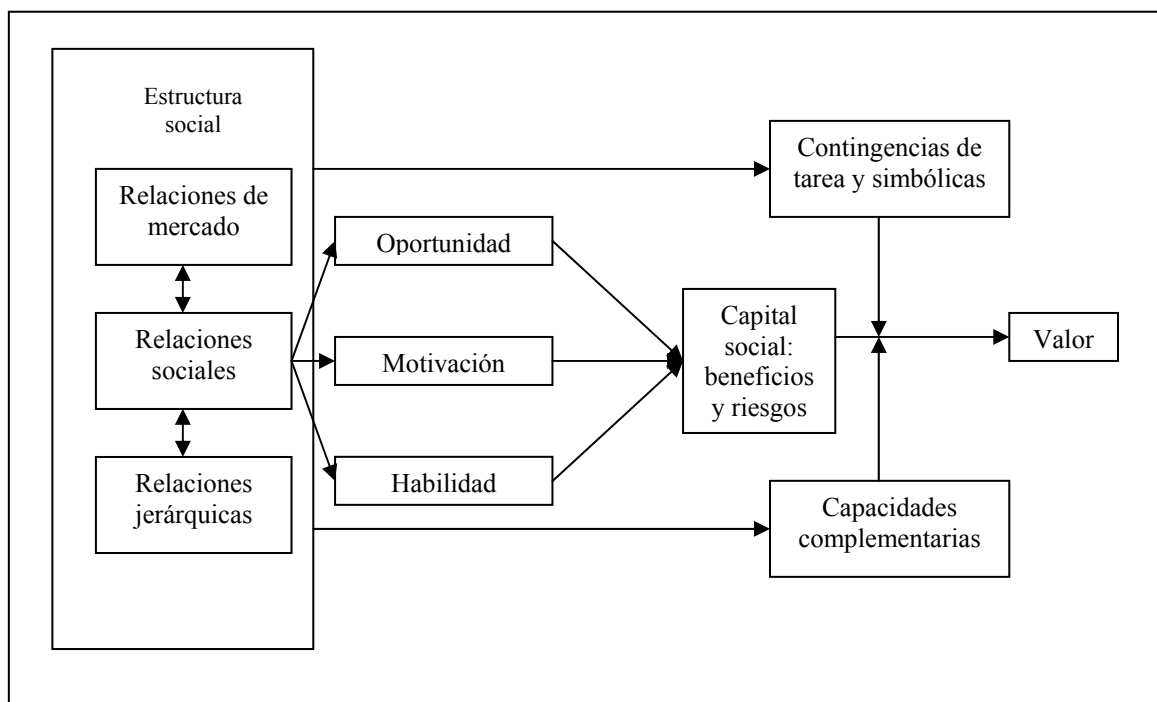 Estructura
social
Relaciones de
mercado
Relaciones
sociales
Relaciones
jerárquicas
Oportunidad
Motivación
Habilidad
Capital
social:
beneficios
y riesgos
Contingencias de
tarea y simbólicas
Capacidades
complementarias
Valor